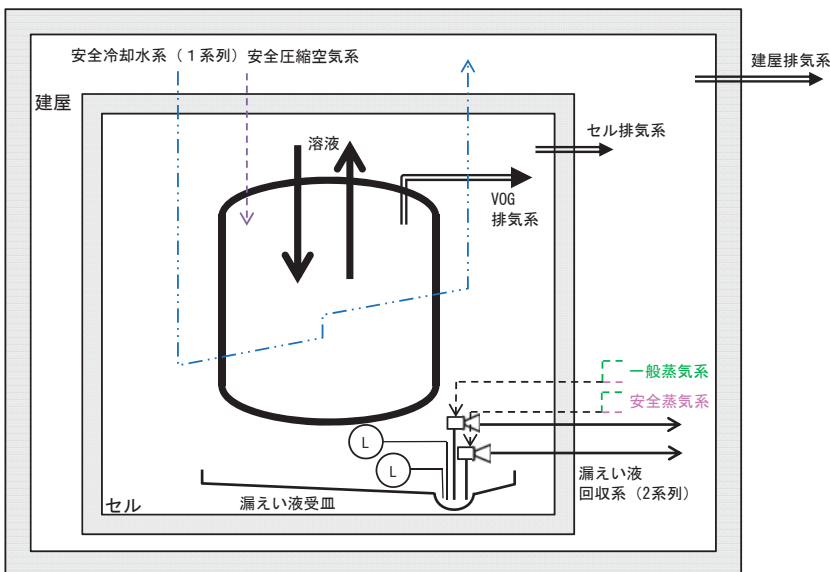 安全冷却水系（１系列）
安全圧縮空気系
建屋排気系
建屋
セル排気系
溶液
VOG
排気系
一般蒸気系
安全蒸気系
L
L
漏えい液
回収系（2系列）
漏えい液受皿
セル